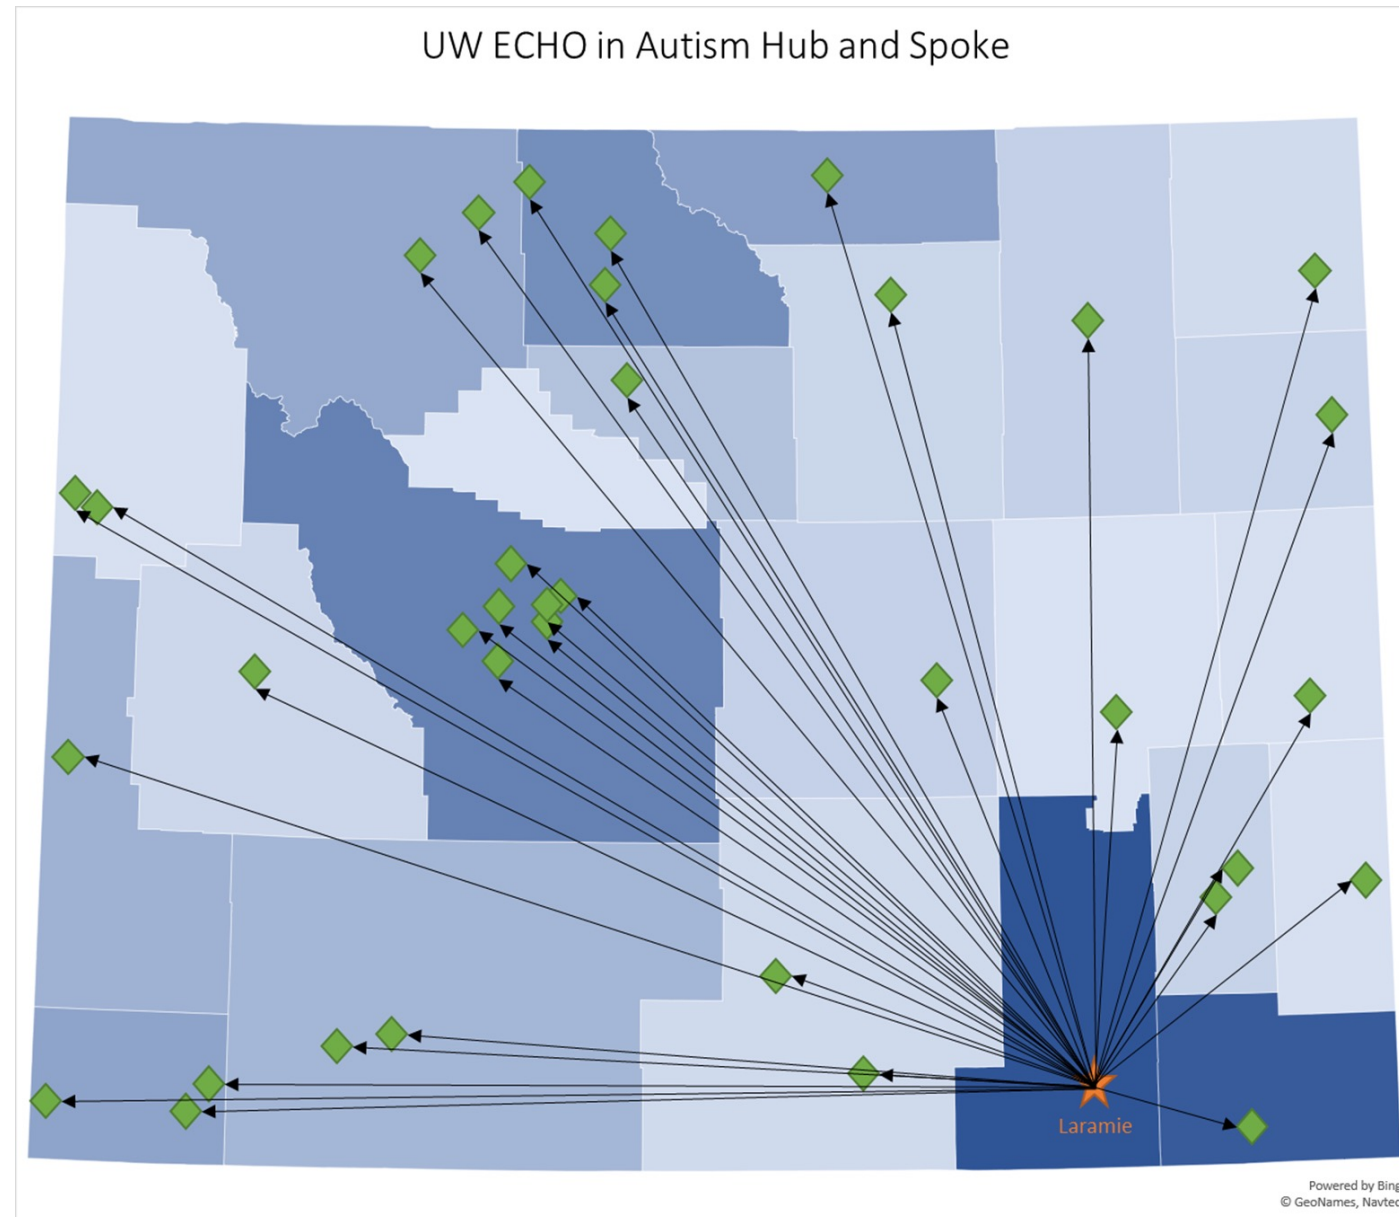 UW ECHO in Autism Hub and Spoke
Laramie
Powered by Bing
© GeoNames, Navteq